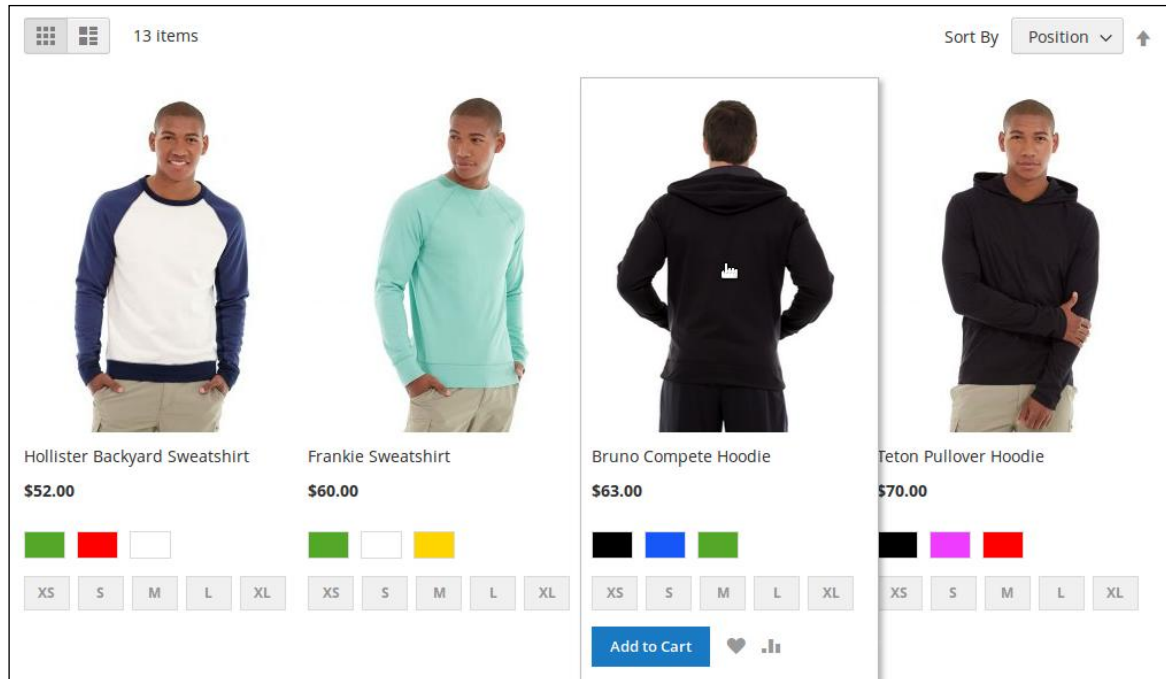 13 items
Sort By Position
Hollister Backyard Sweatshirt
$52.00
XS S M L XL
Frankie Sweatshirt
$60.00
XS S M L XL
Bruno Compete Hoodie
$63.00
XS S M L XL
Add to Cart
Teton Pullover Hoodie
$70.00
XS S M L XL